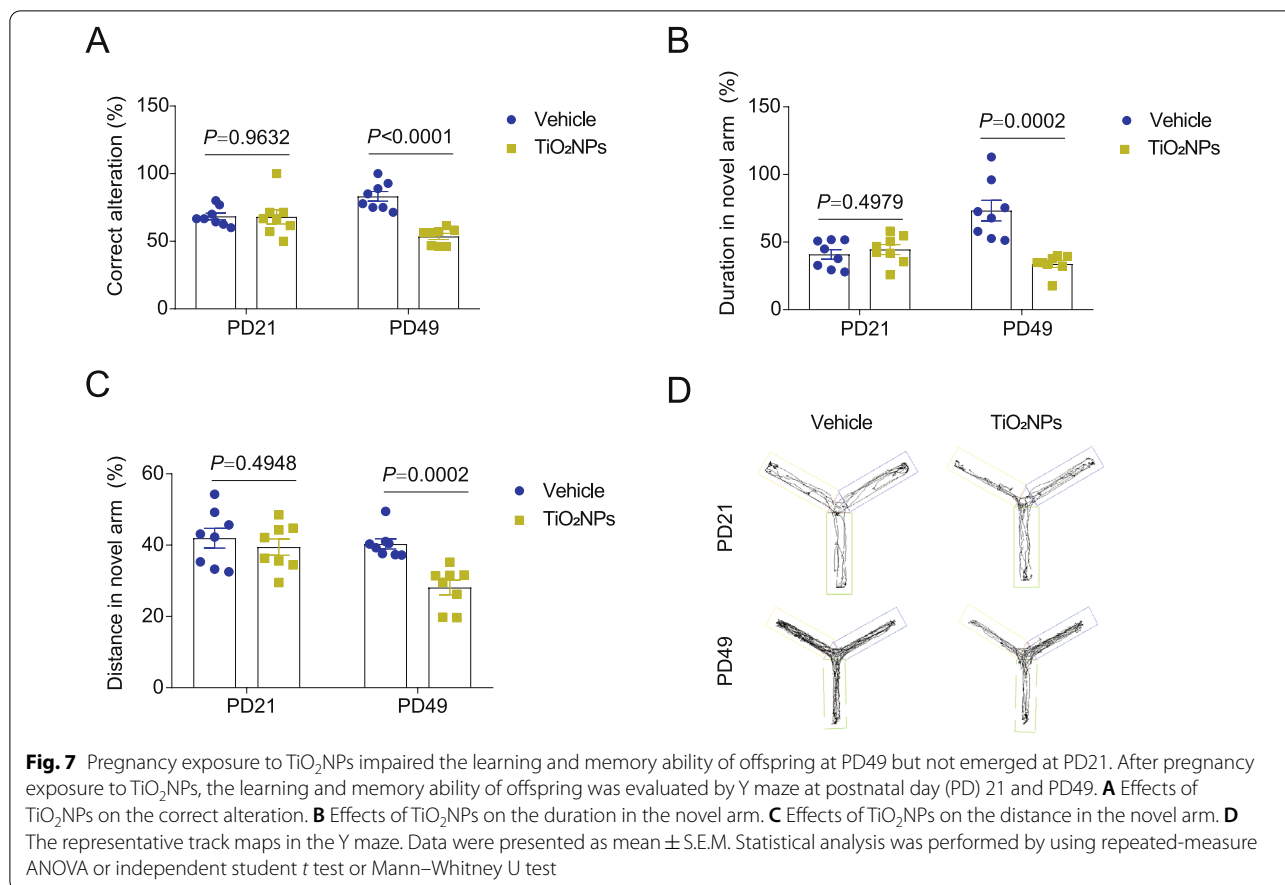 A
Correct alteration (%)
150
100
50
0
P=0.9632
P<0.0001
Vehicle
TiO₂NPs
PD21
PD49
B
Duration in novel arm (%)
150
100
50
0
P=0.4979
P=0.0002
Vehicle
TiO₂NPs
PD21
PD49
C
Distance in novel arm (%)
60
40
20
0
P=0.4948
P=0.0002
Vehicle
TiO₂NPs
PD21
PD49
D
Vehicle
TiO₂NPs
PD21
PD49
Fig. 7 Pregnancy exposure to TiO₂NPs impaired the learning and memory ability of offspring at PD49 but not emerged at PD21. After pregnancy
exposure to TiO₂NPs, the learning and memory ability of offspring was evaluated by Y maze at postnatal day (PD) 21 and PD49. A Effects of
TiO₂NPs on the correct alteration. B Effects of TiO₂NPs on the duration in the novel arm. C Effects of TiO₂NPs on the distance in the novel arm. D
The representative track maps in the Y maze. Data were presented as mean ± S.E.M. Statistical analysis was performed by using repeated-measure
ANOVA or independent student t test or Mann–Whitney U test